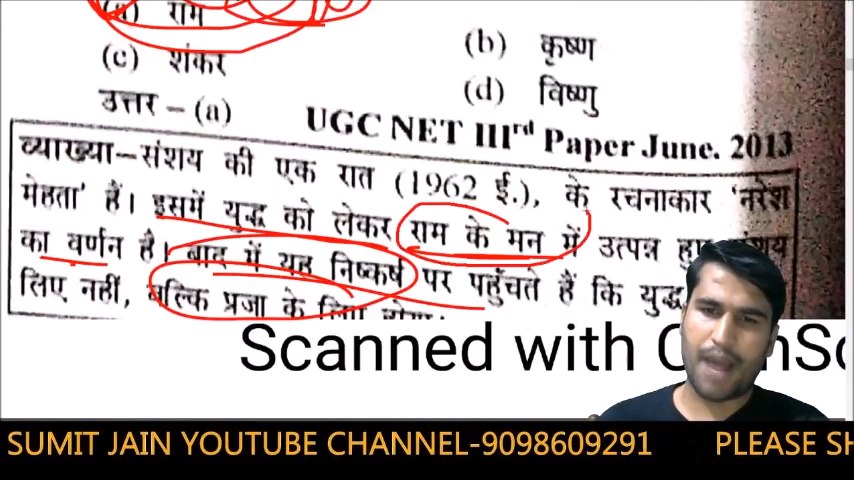 (a) राम
(b) कृष्ण
(c) शंकर
(d) विष्णु
उत्तर – (a)
UGC NET IIIrd Paper June. 2013
व्याख्या–संशय की एक रात (1962 ई.), के रचनाकार 'नरेश
मेहता' हैं। इसमें युद्ध को लेकर राम के मन में उत्पन्न हुए संशय
का वर्णन है। बाद में यह निष्कर्ष पर पहुँचते हैं कि युद्ध
लिए नहीं, बल्कि प्रजा के लिए होगा।
Scanned with
SUMIT JAIN YOUTUBE CHANNEL-9098609291 PLEASE